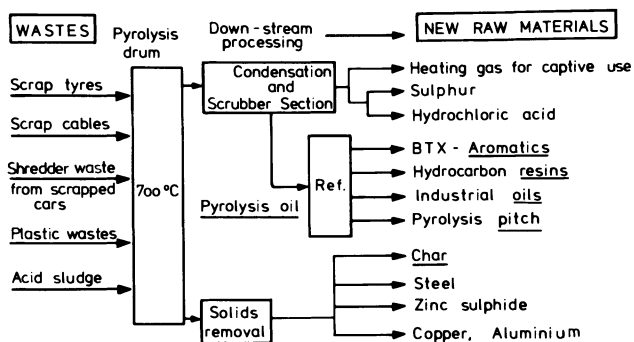 WASTES
Pyrolysis
drum
Down-stream
processing
NEW RAW MATERIALS
Scrap tyres
Scrap cables
Shredder waste
from scrapped
cars
Plastic wastes
Acid sludge
700 °C
Condensation
and
Scrubber Section
Heating gas for captive use
Sulphur
Hydrochloric acid
Pyrolysis oil
Ref.
BTX - Aromatics
Hydrocarbon resins
Industrial oils
Pyrolysis pitch
Solids
removal
Char
Steel
Zinc sulphide
Copper, Aluminium